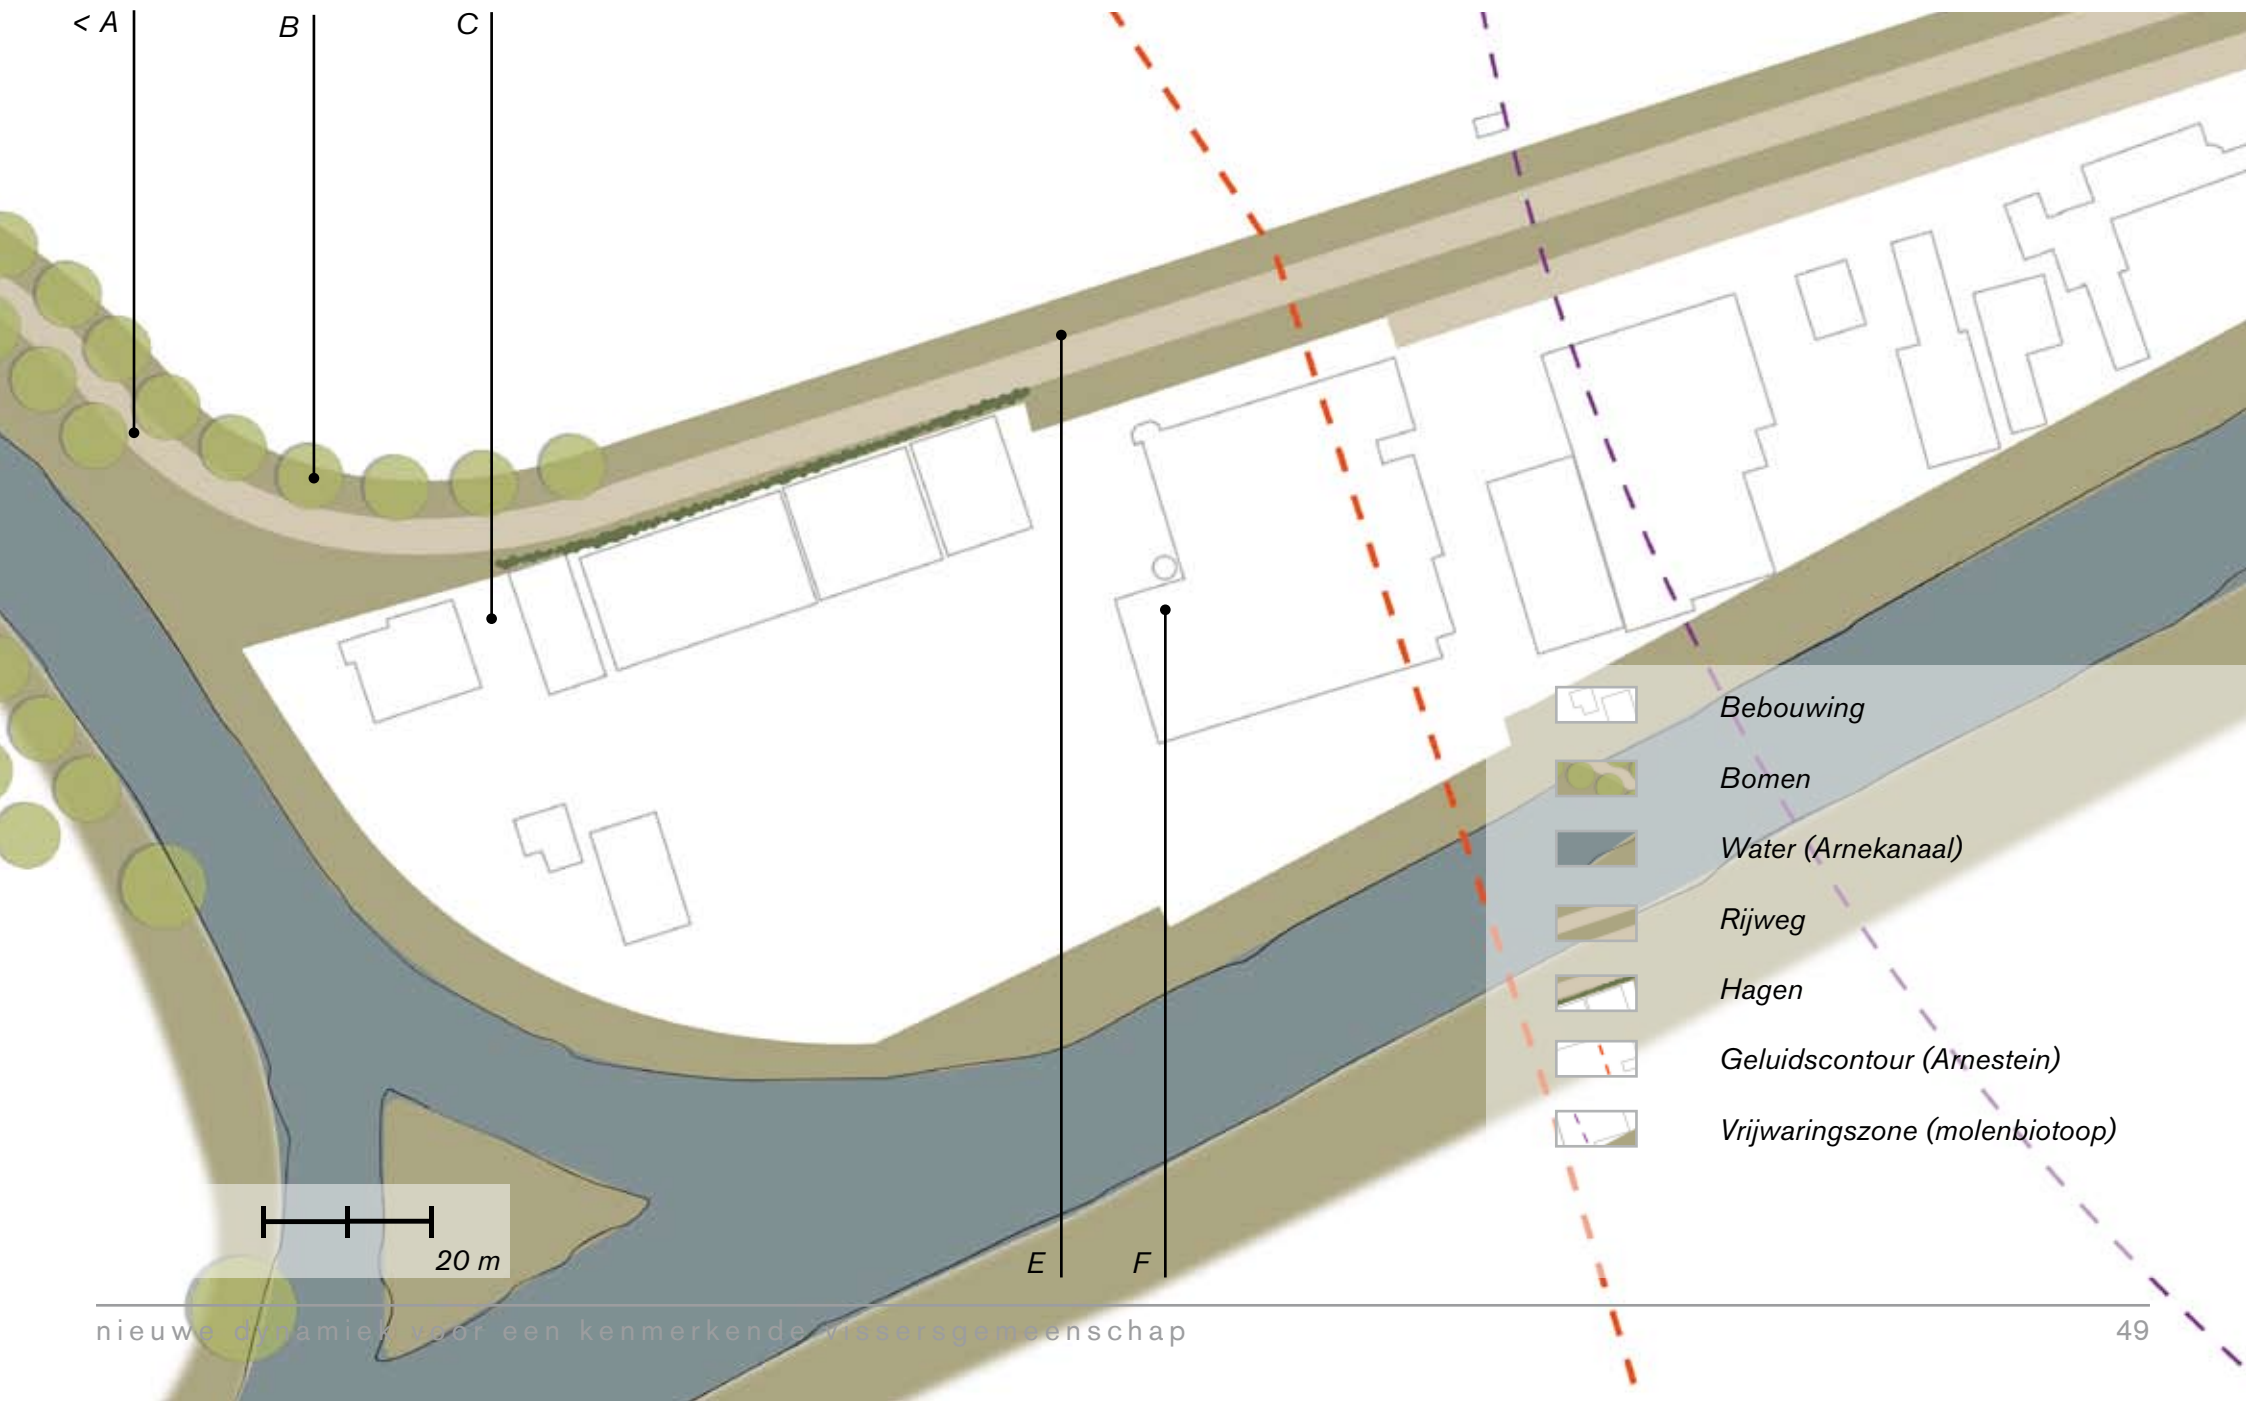 < A
B
C
Bebouwing
Bomen
Water (Arnekanaal)
Rijweg
Hagen
Geluidscontour (Arnestein)
Vrijwaringszone (molenbiotoop)
20 m
E
F
nieuwe dynamiek voor een kenmerkende vissersgemeenschap
49